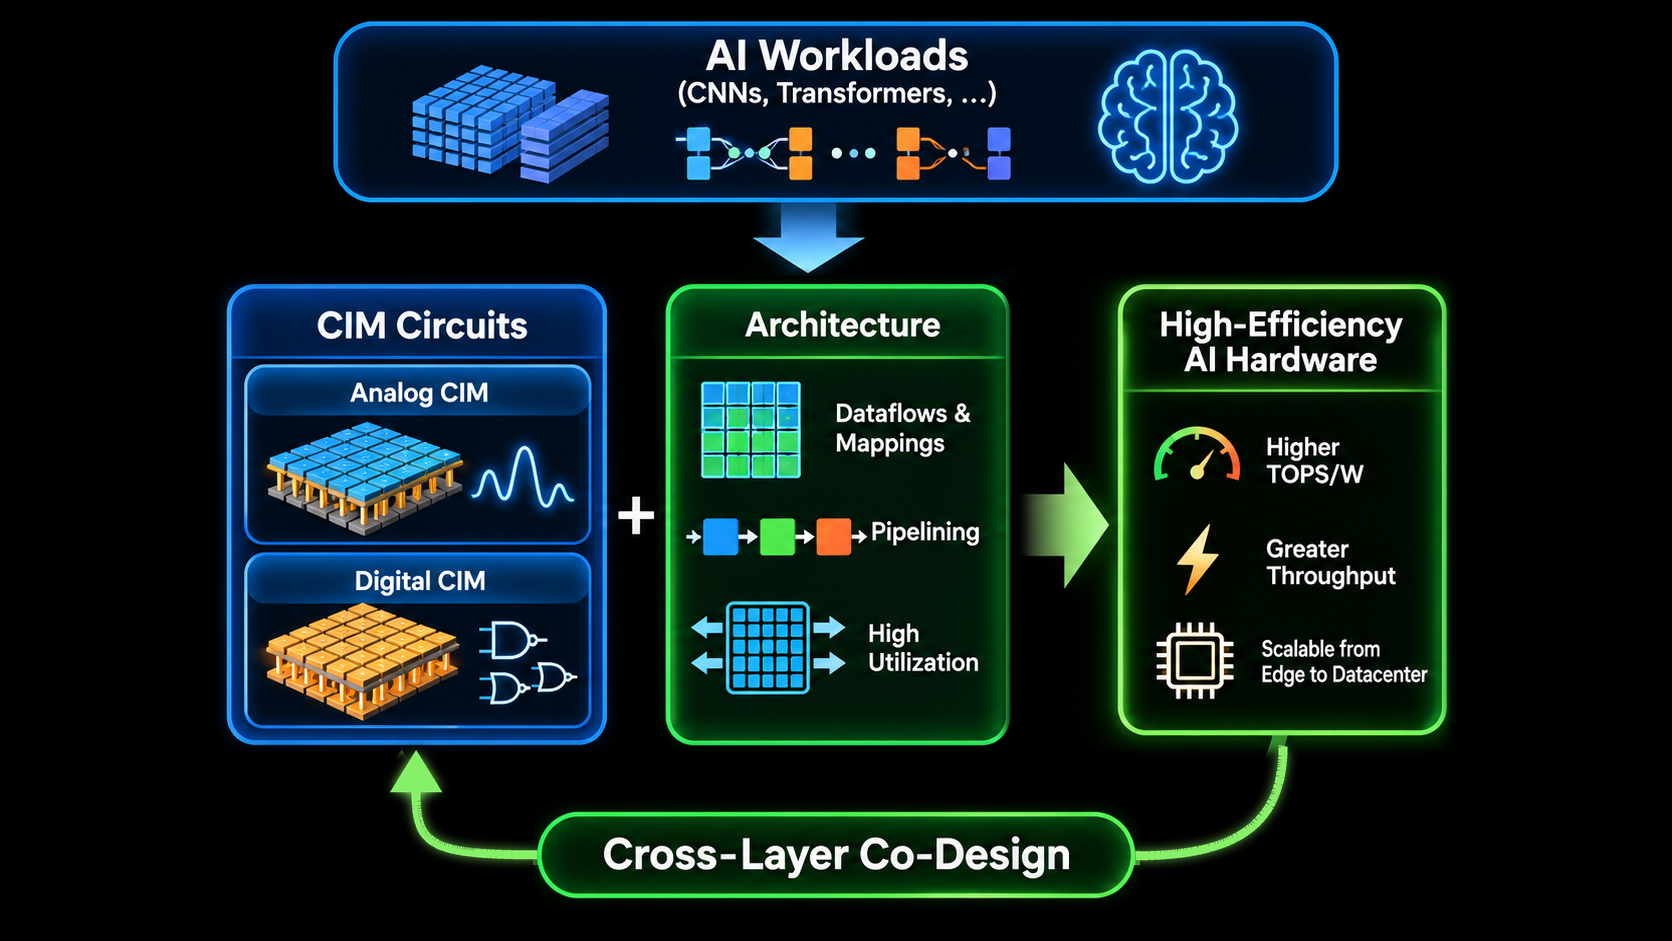 AI Workloads
(CNNs, Transformers, ...)
CIM Circuits
Analog CIM
Digital CIM
+
Architecture
Dataflows &
Mappings
Pipelining
High
Utilization
High-Efficiency
AI Hardware
Higher
TOPS/W
Greater
Throughput
Scalable from
Edge to Datacenter
Cross-Layer Co-Design